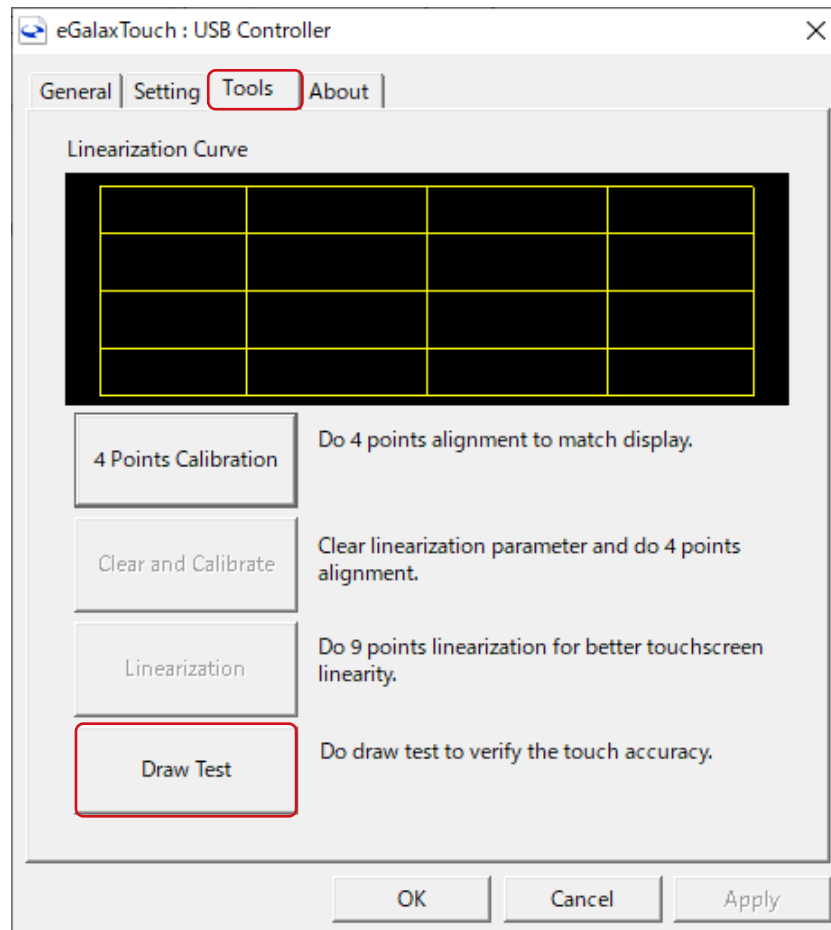 eGalaxTouch : USB Controller
General Setting Tools About
Linearization Curve
4 Points Calibration
Do 4 points alignment to match display.
Clear and Calibrate
Clear linearization parameter and do 4 points
alignment.
Linearization
Do 9 points linearization for better touchscreen
linearity.
Draw Test
Do draw test to verify the touch accuracy.
OK Cancel Apply